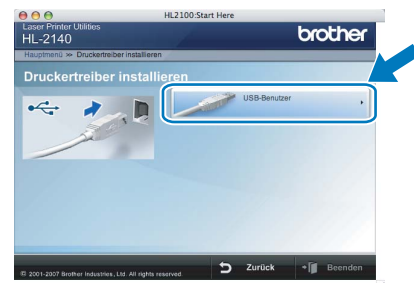 HL2100:Start Here
Laser Printer Utilities
HL-2140
brother
Hauptmenü >> Druckertreiber installieren
Druckertreiber installieren
USB-Benutzer
© 2001-2007 Brother Industries, Ltd. All rights reserved.
Zurück
Beenden